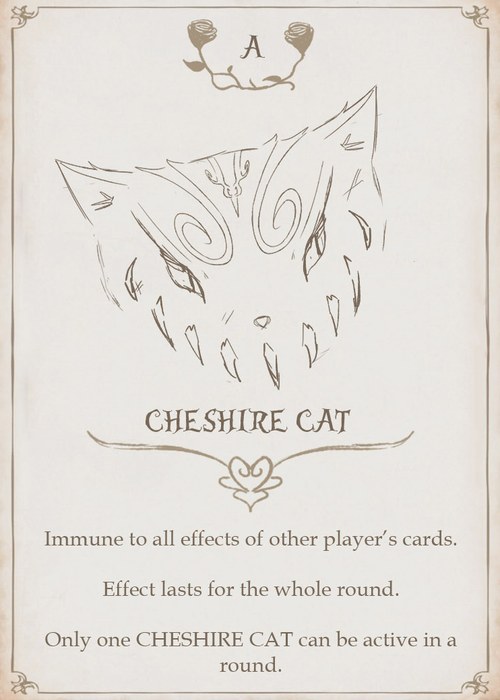 A
CHESHIRE CAT
Immune to all effects of other player's cards.
Effect lasts for the whole round.
Only one CHESHIRE CAT can be active in a
round.